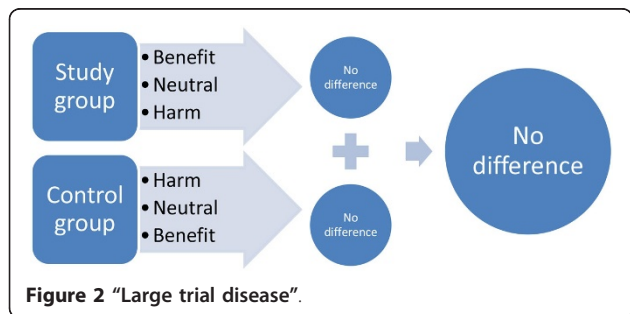 Study
group
• Benefit
• Neutral
• Harm
No
difference
Control
group
• Harm
• Neutral
• Benefit
No
difference
No
difference
Figure 2 “Large trial disease”.